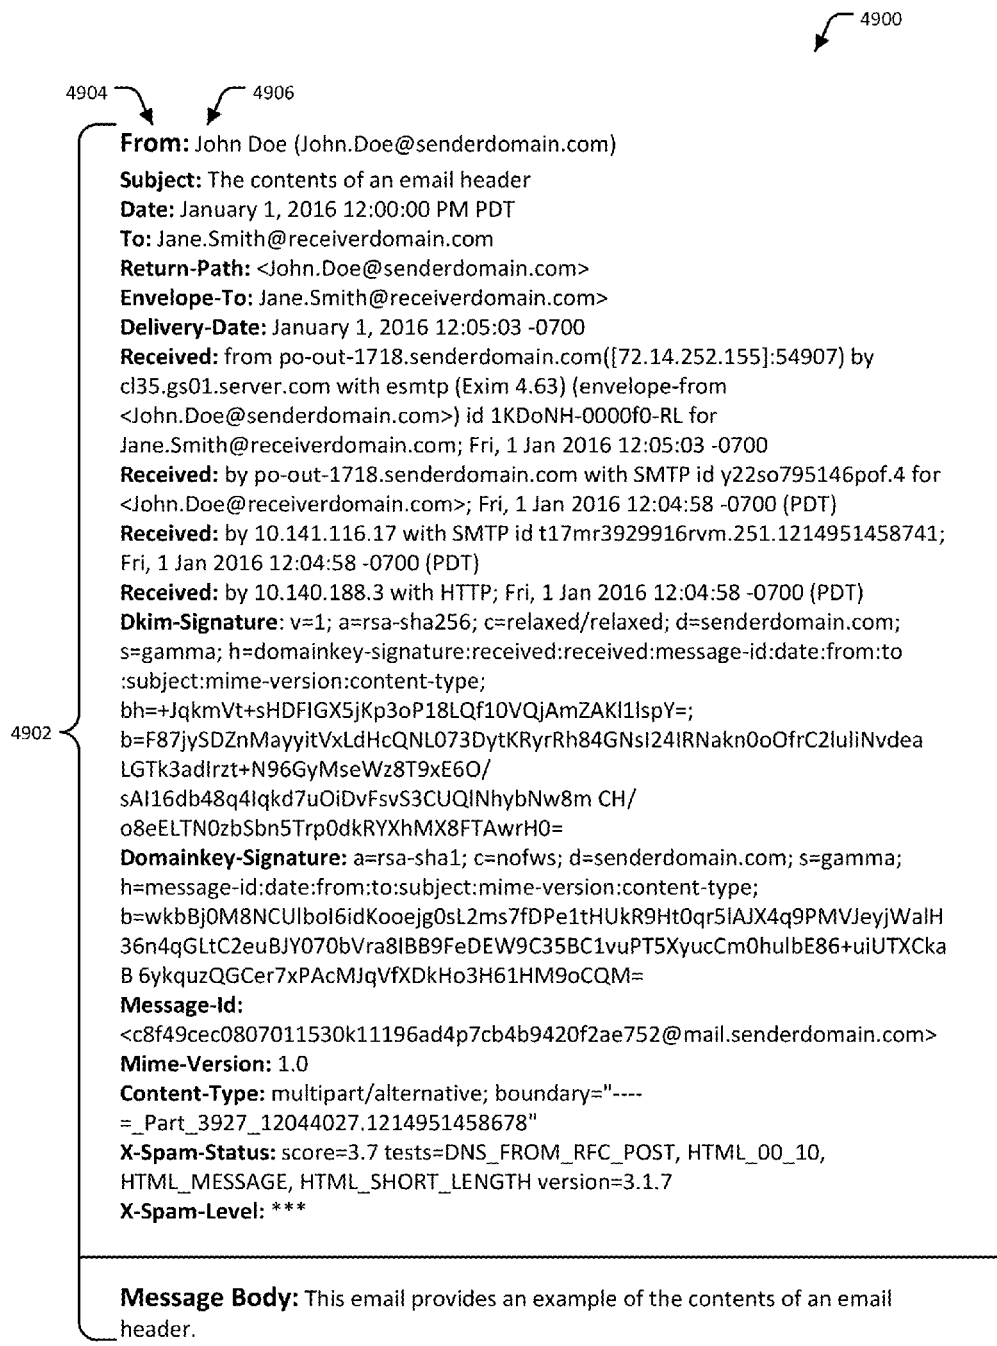 4900
4904 4906
From: John Doe (John.Doe@senderdomain.com)
Subject: The contents of an email header
Date: January 1, 2016 12:00:00 PM PDT
To: Jane.Smith@receiverdomain.com
Return-Path: <John.Doe@senderdomain.com>
Envelope-To: Jane.Smith@receiverdomain.com>
Delivery-Date: January 1, 2016 12:05:03 -0700
Received: from po-out-1718.senderdomain.com([72.14.252.155]:54907) by
cl35.gs01.server.com with esmtp (Exim 4.63) (envelope-from
<John.Doe@senderdomain.com>) id 1KDoNH-0000f0-RL for
Jane.Smith@receiverdomain.com; Fri, 1 Jan 2016 12:05:03 -0700
Received: by po-out-1718.senderdomain.com with SMTP id y22so795146pof.4 for
<John.Doe@receiverdomain.com>; Fri, 1 Jan 2016 12:04:58 -0700 (PDT)
Received: by 10.141.116.17 with SMTP id t17mr3929916rvm.251.1214951458741;
Fri, 1 Jan 2016 12:04:58 -0700 (PDT)
Received: by 10.140.188.3 with HTTP; Fri, 1 Jan 2016 12:04:58 -0700 (PDT)
Dkim-Signature: v=1; a=rsa-sha256; c=relaxed/relaxed; d=senderdomain.com;
s=gamma; h=domainkey-signature:received:received:message-id:date:from:to
:subject:mime-version:content-type;
bh=+JqkmVt+sHDFIGX5jKp3oP18LQf10VQjAmZAKl1lspY=;
4902
b=F87jySDZnMayyitVxLdHcQNL073DytKRyrRh84GNsI24IRNakn0oOfrC2luliNvdea
LGTk3adIrzt+N96GyMseWz8T9xE6O/
sAI16db48q4Iqkd7uOiDvFsvS3CUQINhybNw8m CH/
o8eELTN0zbSbn5Trp0dkRYXhMX8FTAwrH0=
Domainkey-Signature: a=rsa-sha1; c=nofws; d=senderdomain.com; s=gamma;
h=message-id:date:from:to:subject:mime-version:content-type;
b=wkbBj0M8NCUlboI6idKooejg0sL2ms7fDPe1tHUkR9Ht0qr5lAJX4q9PMVJeyjWalH
36n4qGLtC2euBJY070bVra8IBB9FeDEW9C35BC1vuPT5XyucCm0hulbE86+uiUTXCka
B 6ykquzQGCer7xPAcMJqVfXDkHo3H61HM9oCQM=
Message-Id:
<c8f49cec0807011530k11196ad4p7cb4b9420f2ae752@mail.senderdomain.com>
Mime-Version: 1.0
Content-Type: multipart/alternative; boundary="----
=_Part_3927_12044027.1214951458678"
X-Spam-Status: score=3.7 tests=DNS_FROM_RFC_POST, HTML_00_10,
HTML_MESSAGE, HTML_SHORT_LENGTH version=3.1.7
X-Spam-Level: ***
Message Body: This email provides an example of the contents of an email
header.